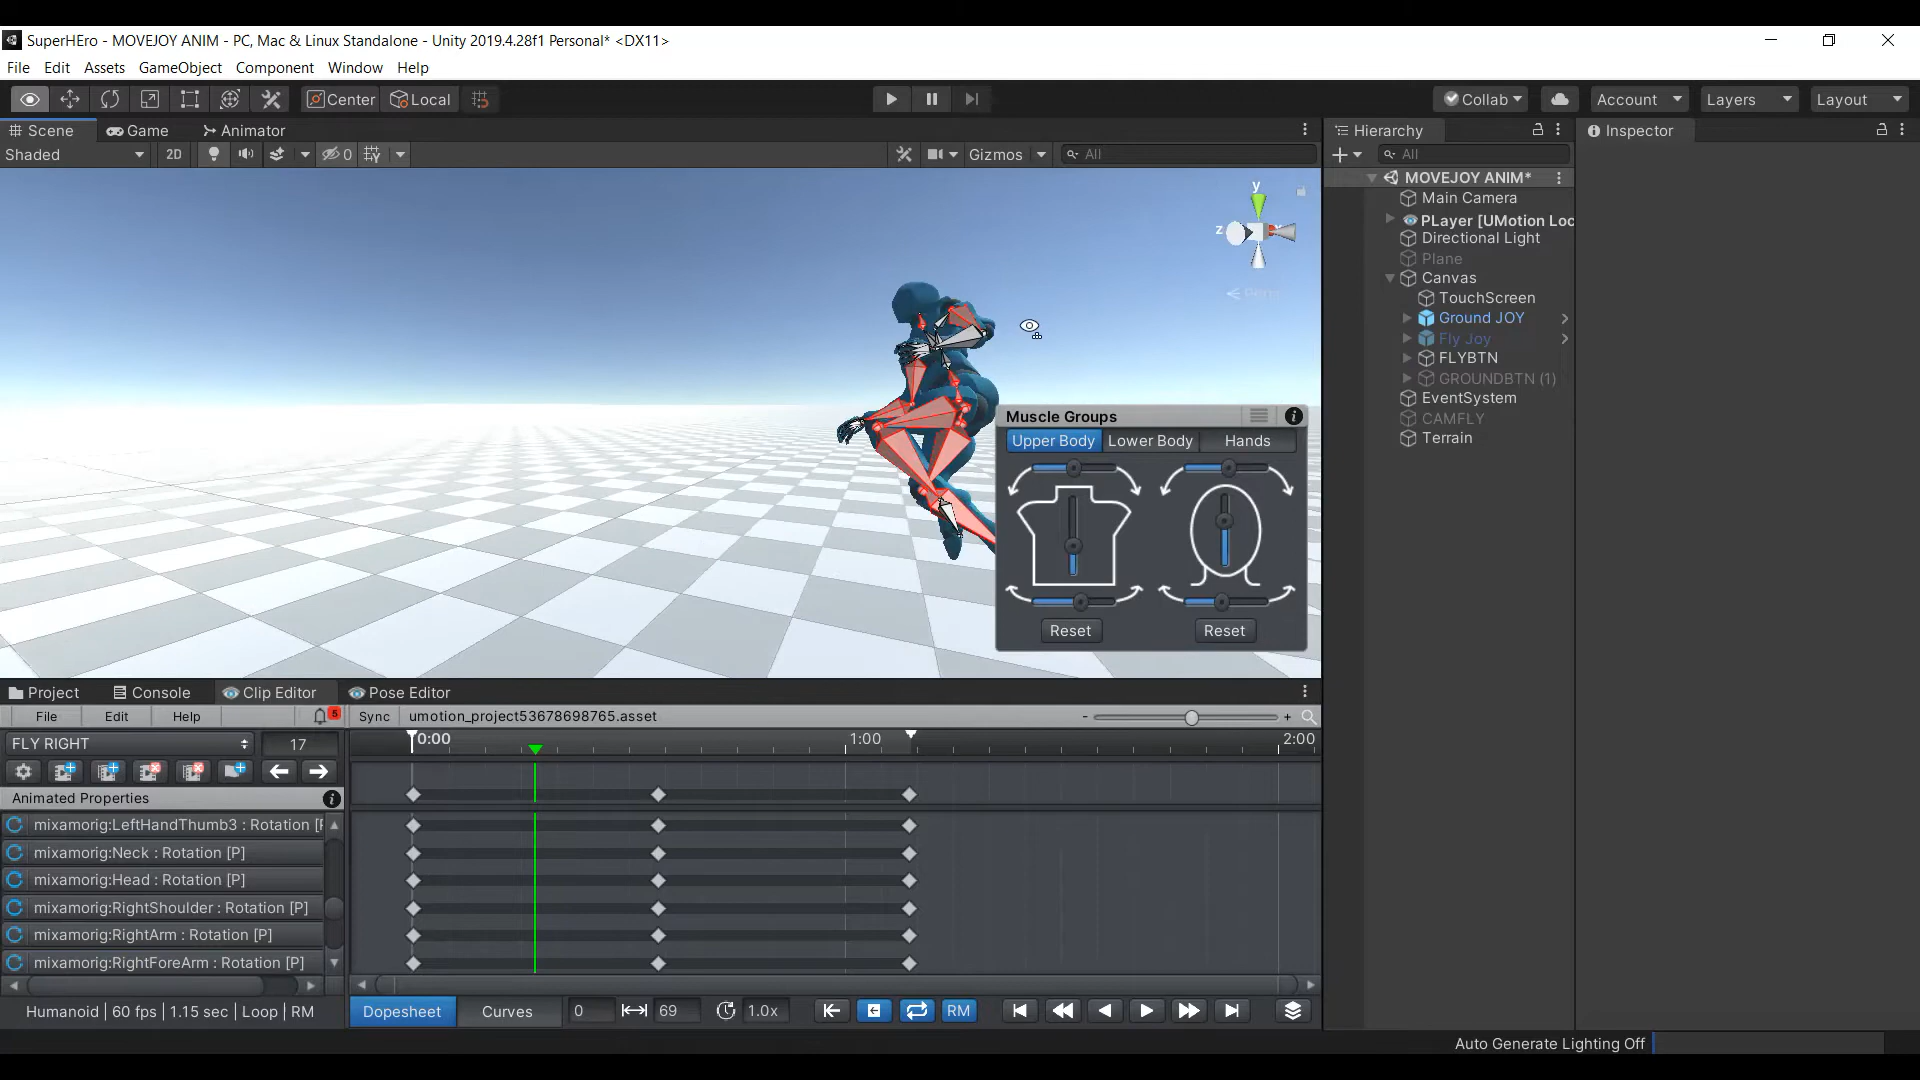 SuperHEro - MOVEJOY ANIM - PC, Mac & Linux Standalone - Unity 2019.4.28f1 Personal* <DX11>
File Edit Assets GameObject Component Window Help
Center Local Collab Account Layers Layout
Scene Game Animator Hierarchy Inspector
Shaded 2D 0 Gizmos All All
MOVEJOY ANIM*
Main Camera
PLayer [UMotion Loc
Directional Light
Plane
Canvas
TouchScreen
Ground JOY
Fly Joy
FLYBTN
GROUNDBTN (1)
EventSystem
CAMFLY
Terrain
y
z
Persp
Muscle Groups
Upper Body Lower Body Hands
Reset Reset
Project Console Clip Editor Pose Editor
File Edit Help 5 Sync umotion_project53678698765.asset - +
FLY RIGHT 17 0:00 1:00 2:00
Animated Properties
mixamorig:LeftHandThumb3 : Rotation [P
mixamorig:Neck : Rotation [P]
mixamorig:Head : Rotation [P]
mixamorig:RightShoulder : Rotation [P]
mixamorig:RightArm : Rotation [P]
mixamorig:RightForeArm : Rotation [P]
Humanoid | 60 fps | 1.15 sec | Loop | RM Dopesheet Curves 0 69 1.0x RM
Auto Generate Lighting Off